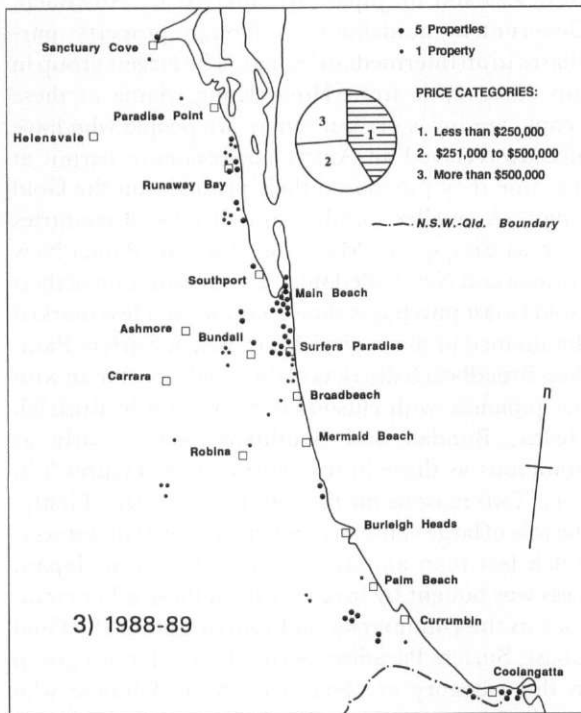 5 Properties
Sanctuary Cove
1 Property
Paradise Point
PRICE CATEGORIES:
Helensvale
3
1
2
1. Less than $250,000
2. $251,000 to $500,000
3. More than $500,000
Runaway Bay
N.S.W.-Qld. Boundary
Southport
Main Beach
Ashmore
Bundall
Surfers Paradise
Carrara
Broadbeach
n
Mermaid Beach
Robina
Burleigh Heads
Palm Beach
3) 1988-89
Currumbin
Coolangatta